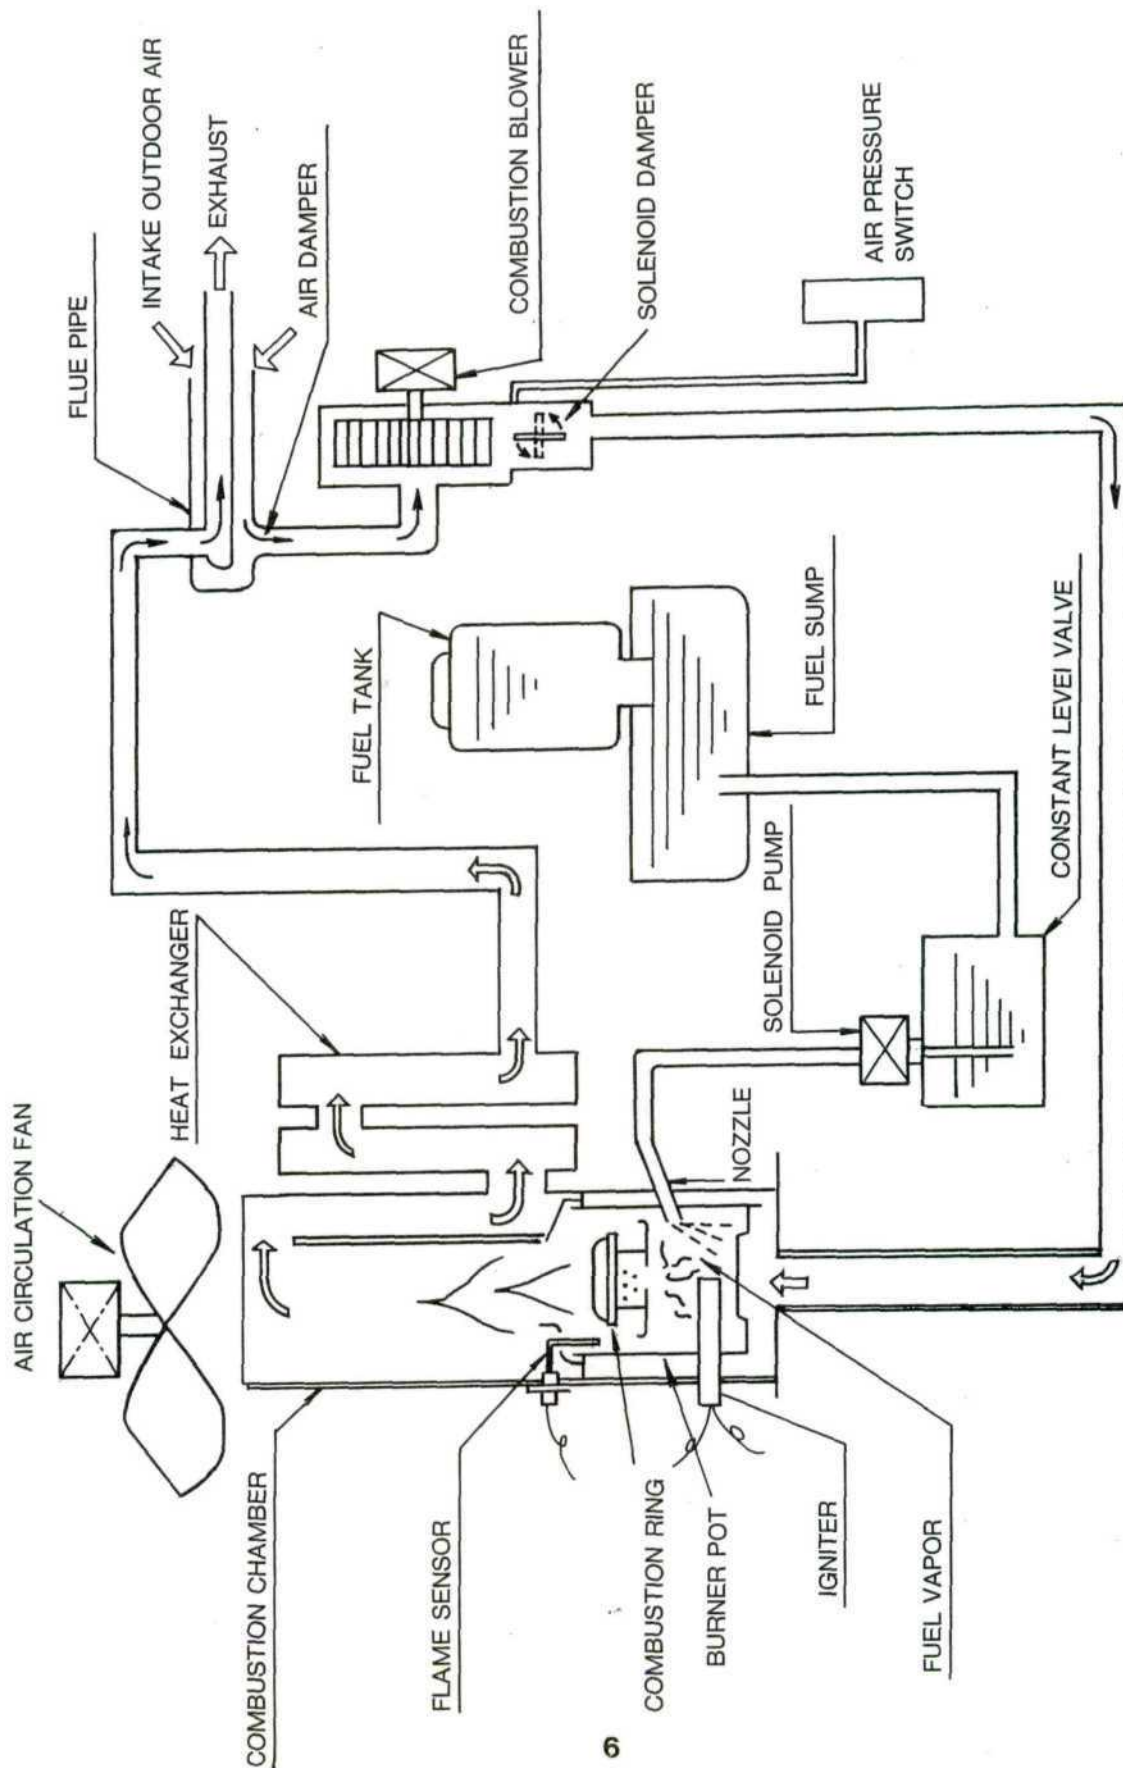 AIR CIRCULATION FAN
HEAT EXCHANGER
FLUE PIPE
INTAKE OUTDOOR AIR
EXHAUST
AIR DAMPER
COMBUSTION BLOWER
SOLENOID DAMPER
AIR PRESSURE
SWITCH
FUEL TANK
FUEL SUMP
CONSTANT LEVEL VALVE
SOLENOID PUMP
NOZZLE
COMBUSTION CHAMBER
FLAME SENSOR
COMBUSTION RING
BURNER POT
IGNITER
FUEL VAPOR
6